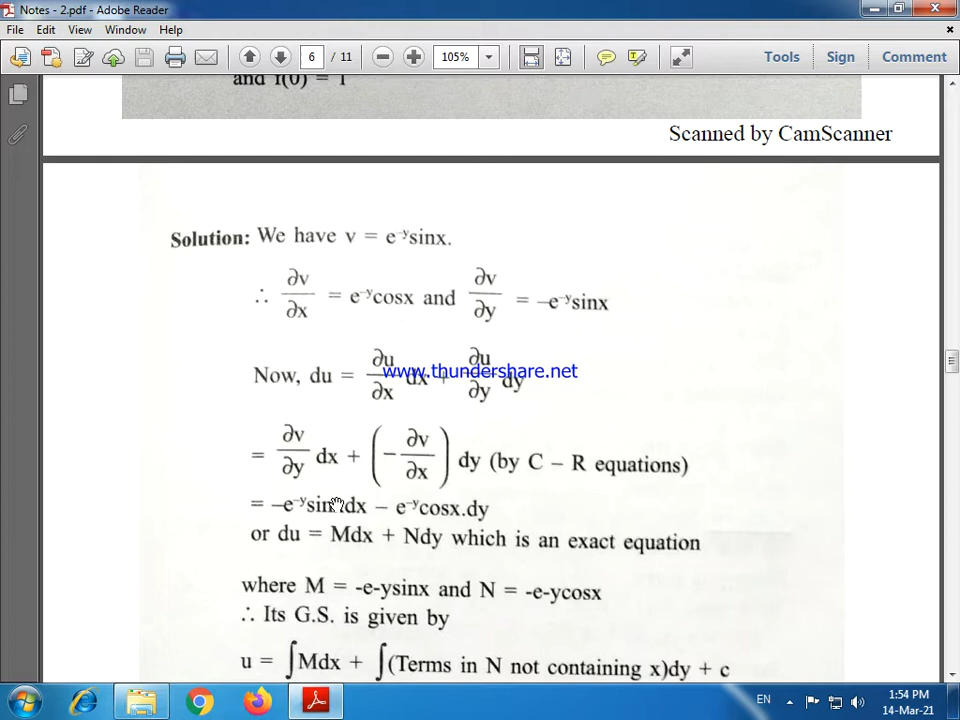 Notes - 2.pdf - Adobe Reader
File Edit View Window Help
6 / 11 105% Tools Sign Comment
and f(0) = 1
Scanned by CamScanner
Solution: We have v = e⁻ʸsinx.
∴ ∂v/∂x = e⁻ʸcosx and ∂v/∂y = –e⁻ʸsinx
Now, du = ∂u/∂x dx + ∂u/∂y dy
www.thundershare.net
= ∂v/∂y dx + (–∂v/∂x) dy (by C – R equations)
= –e⁻ʸsin dx – e⁻ʸcosx.dy
or du = Mdx + Ndy which is an exact equation
where M = -e-ysinx and N = -e-ycosx
∴ Its G.S. is given by
u = ∫Mdx + ∫(Terms in N not containing x)dy + c
EN 1:54 PM
14-Mar-21